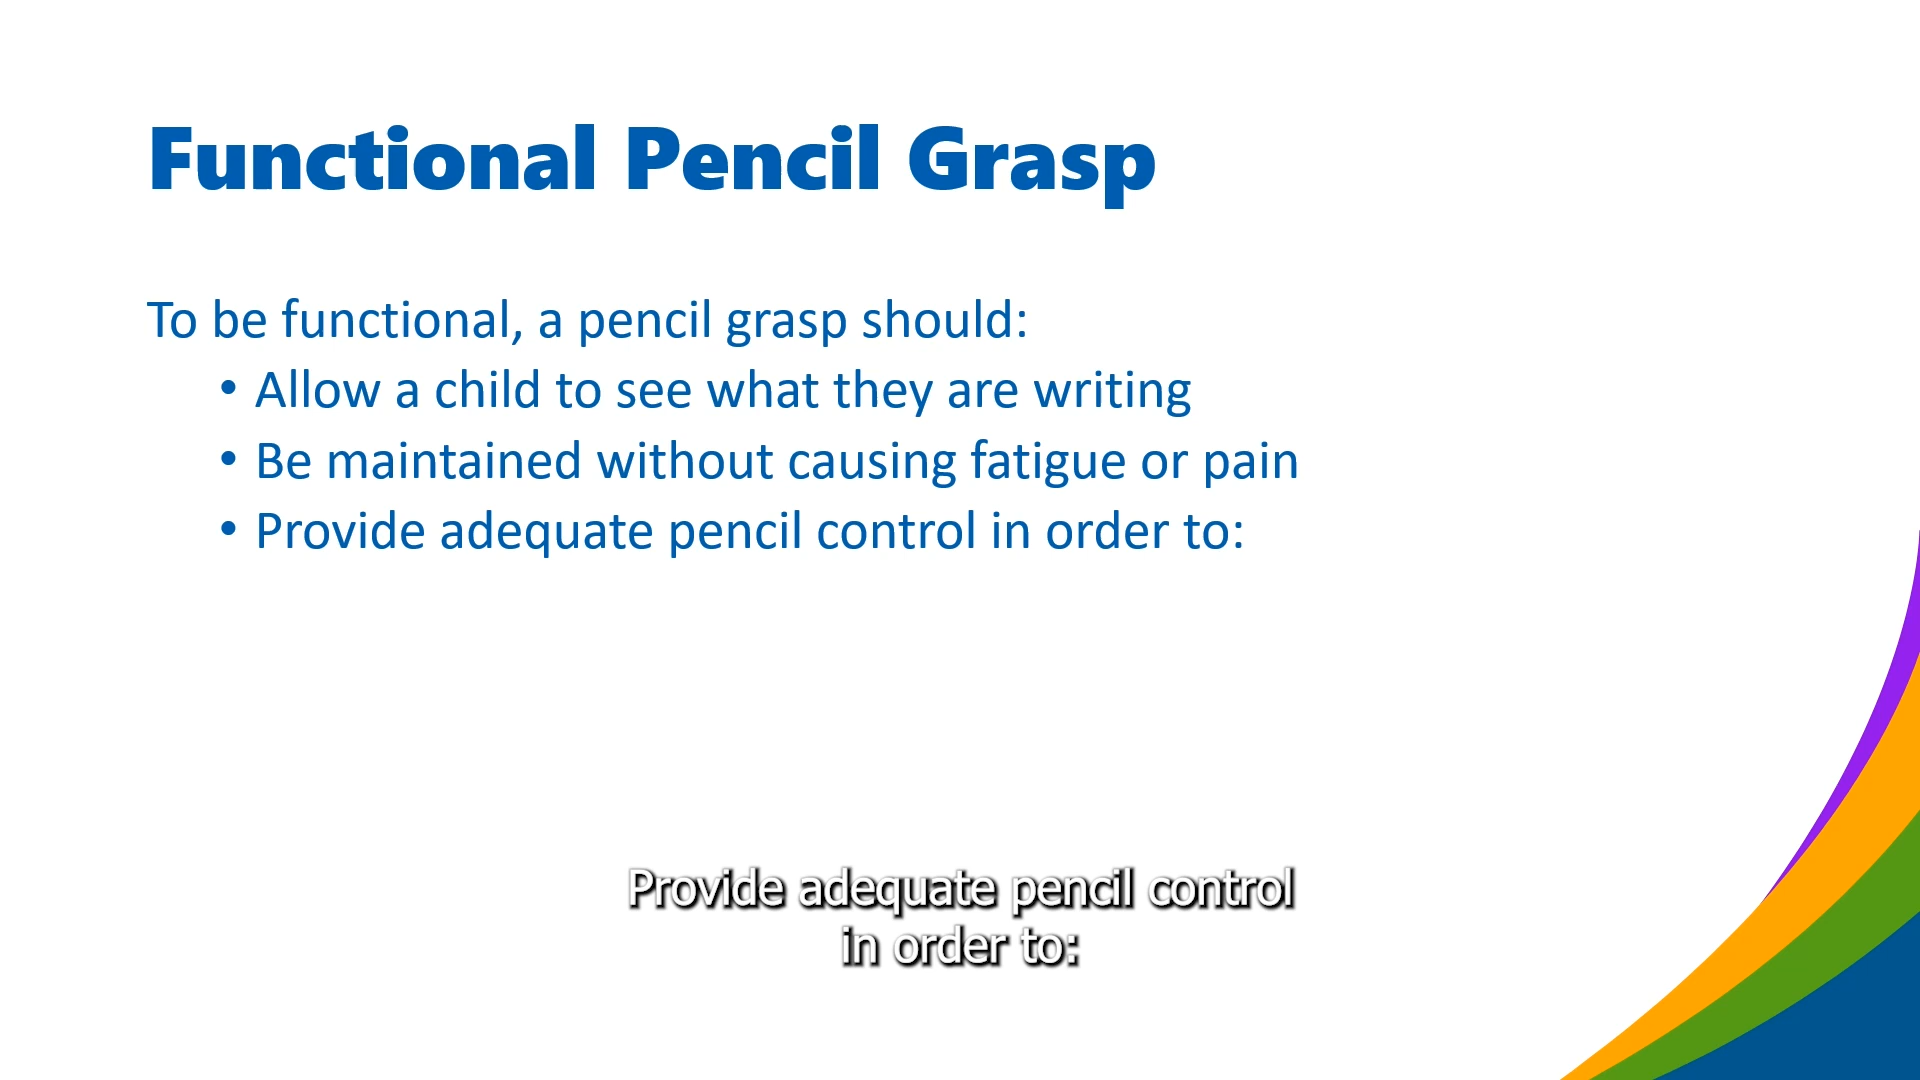 Functional Pencil Grasp
To be functional, a pencil grasp should:
• Allow a child to see what they are writing
• Be maintained without causing fatigue or pain
• Provide adequate pencil control in order to:
Provide adequate pencil control
in order to: